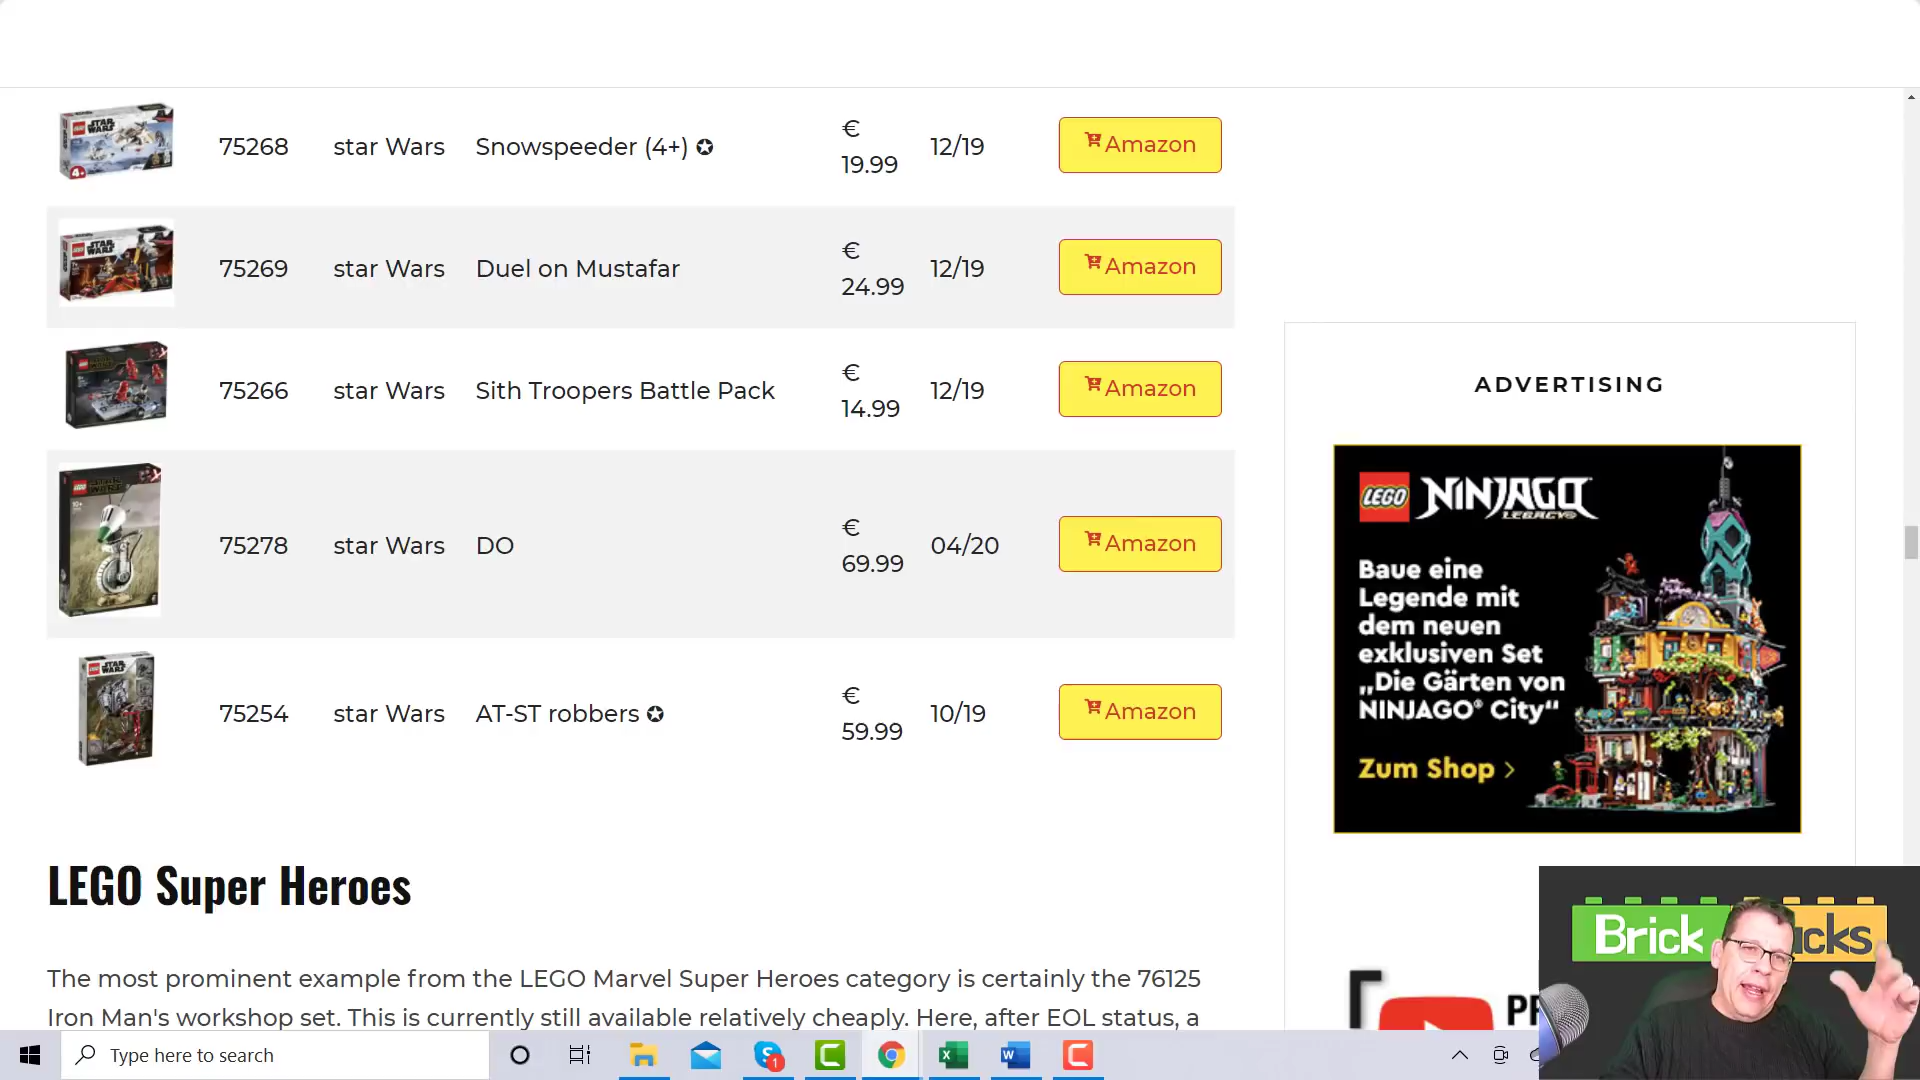 75268 star Wars Snowspeeder (4+) ✪ € 19.99 12/19 Amazon
75269 star Wars Duel on Mustafar € 24.99 12/19 Amazon
75266 star Wars Sith Troopers Battle Pack € 14.99 12/19 Amazon
75278 star Wars DO € 69.99 04/20 Amazon
75254 star Wars AT-ST robbers ✪ € 59.99 10/19 Amazon
LEGO Super Heroes
The most prominent example from the LEGO Marvel Super Heroes category is certainly the 76125
Iron Man's workshop set. This is currently still available relatively cheaply. Here, after EOL status, a
ADVERTISING
LEGO NINJAGO
LEGACY
Baue eine
Legende mit
dem neuen
exklusiven Set
„Die Gärten von
NINJAGO® City“
Zum Shop >
Brick ucks
Type here to search
1